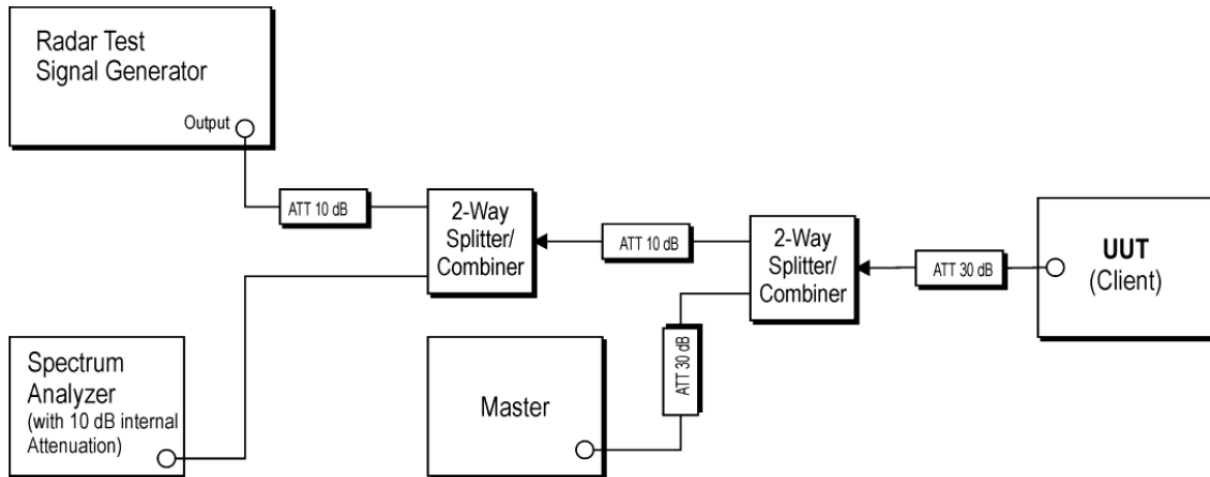 Radar Test
Signal Generator
Output
ATT 10 dB
2-Way
Splitter/
Combiner
ATT 10 dB
2-Way
Splitter/
Combiner
ATT 30 dB
UUT
(Client)
Spectrum
Analyzer
(with 10 dB internal
Attenuation)
Master
ATT 30 dB